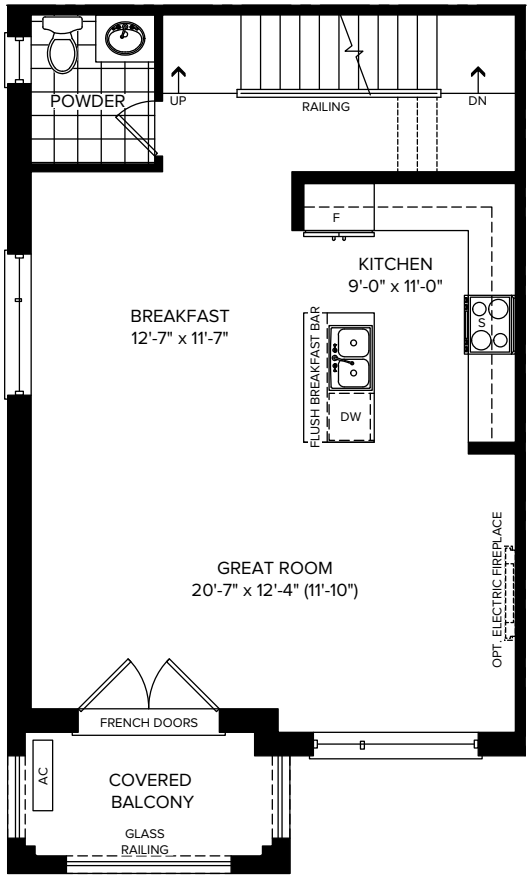 POWDER
UP
RAILING
DN
F
KITCHEN
9'-0" x 11'-0"
S
BREAKFAST
12'-7" x 11'-7"
FLUSH BREAKFAST BAR
DW
GREAT ROOM
20'-7" x 12'-4" (11'-10")
OPT. ELECTRIC FIREPLACE
FRENCH DOORS
AC
COVERED
BALCONY
GLASS
RAILING